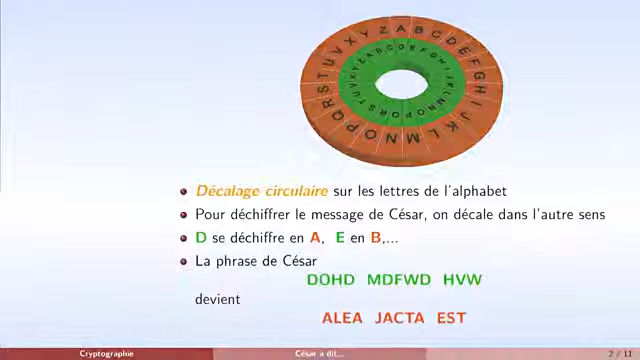 Décalage circulaire sur les lettres de l'alphabet
Pour déchiffrer le message de César, on décale dans l'autre sens
D se déchiffre en A, E en B,...
La phrase de César
DOHD MDFWD HVW
devient
ALEA JACTA EST
Cryptographie César a dit... 2 / 11